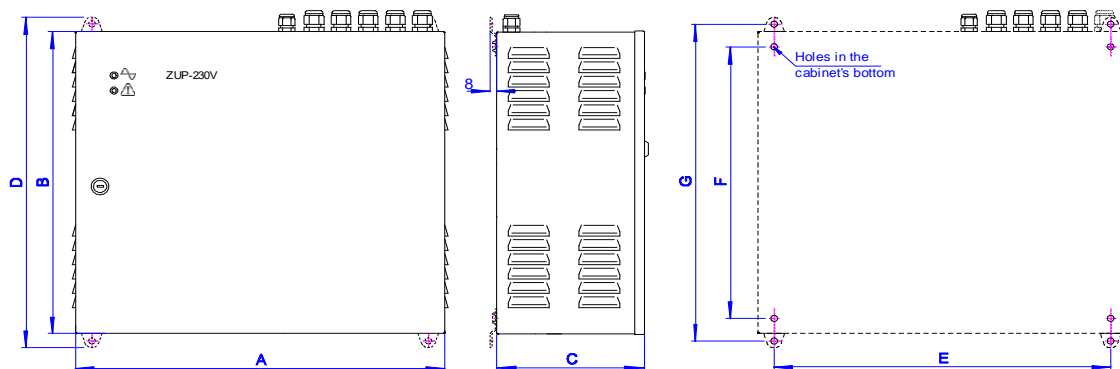 ZUP-230V
D
B
A
8
C
Holes in the
cabinet's bottom
G
F
E